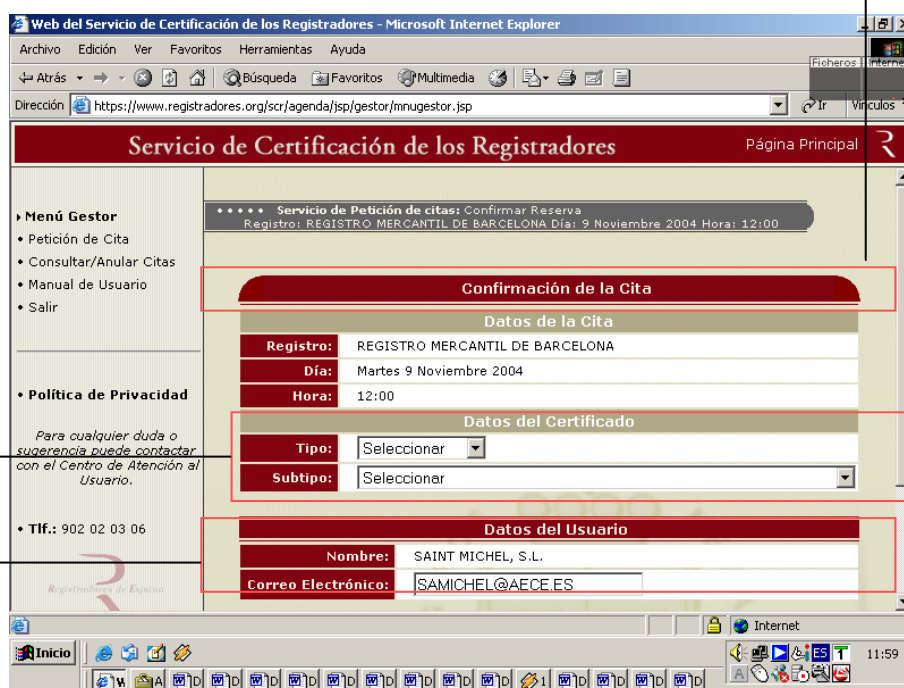 Web del Servicio de Certificación de los Registradores - Microsoft Internet Explorer
Archivo Edición Ver Favoritos Herramientas Ayuda
Atrás Búsqueda Favoritos Multimedia
Ficheros Interne
Dirección https://www.registradores.org/scr/agenda/jsp/gestor/mnugestor.jsp Ir Vínculos
Servicio de Certificación de los Registradores Página Principal
Menú Gestor
• Petición de Cita
• Consultar/Anular Citas
• Manual de Usuario
• Salir
• Política de Privacidad
Para cualquier duda o
sugerencia puede contactar
con el Centro de Atención al
Usuario.
• Tlf.: 902 02 03 06
Registradores de España
••••• Servicio de Petición de citas: Confirmar Reserva
Registro: REGISTRO MERCANTIL DE BARCELONA Día: 9 Noviembre 2004 Hora: 12:00
Confirmación de la Cita
Datos de la Cita
Registro: REGISTRO MERCANTIL DE BARCELONA
Día: Martes 9 Noviembre 2004
Hora: 12:00
Datos del Certificado
Tipo: Seleccionar
Subtipo: Seleccionar
Datos del Usuario
Nombre: SAINT MICHEL, S.L.
Correo Electrónico: SAMICHEL@AECE.ES
Internet
Inicio ES 11:59